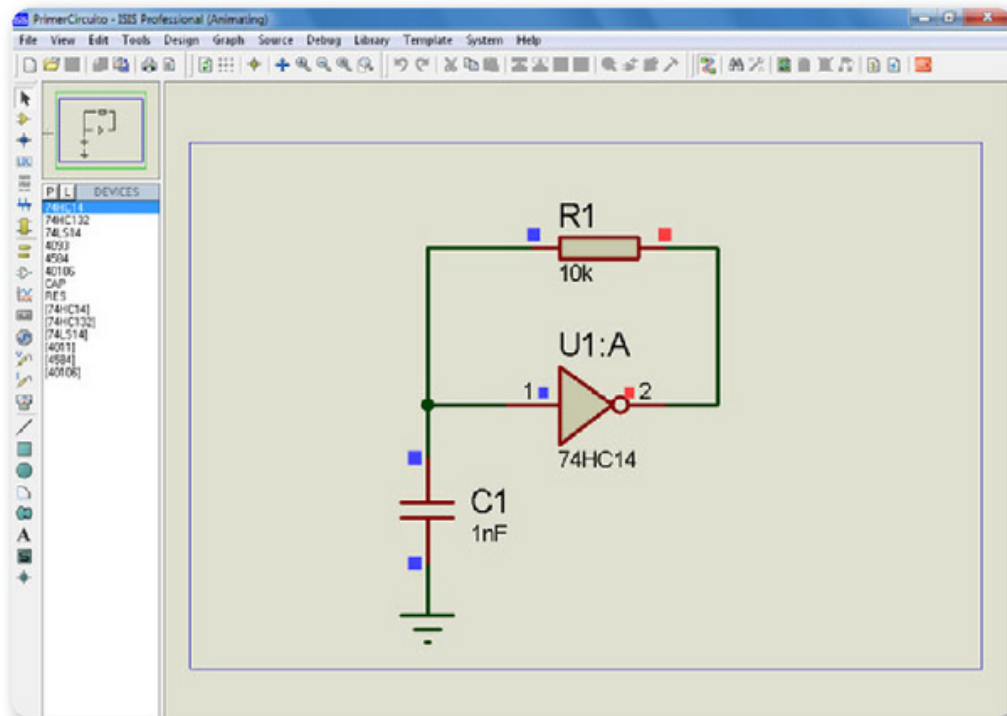 PrimerCircuito - ISIS Professional (Animating)
File View Edit Tools Design Graph Source Debug Library Template System Help
P L DEVICES
74HC14
74HC132
74LS14
4093
4584
40106
CAP
RES
[74HC14]
[74HC132]
[74LS14]
[4011]
[4584]
[40106]
R1
10k
U1:A
1
2
74HC14
C1
1nF
A